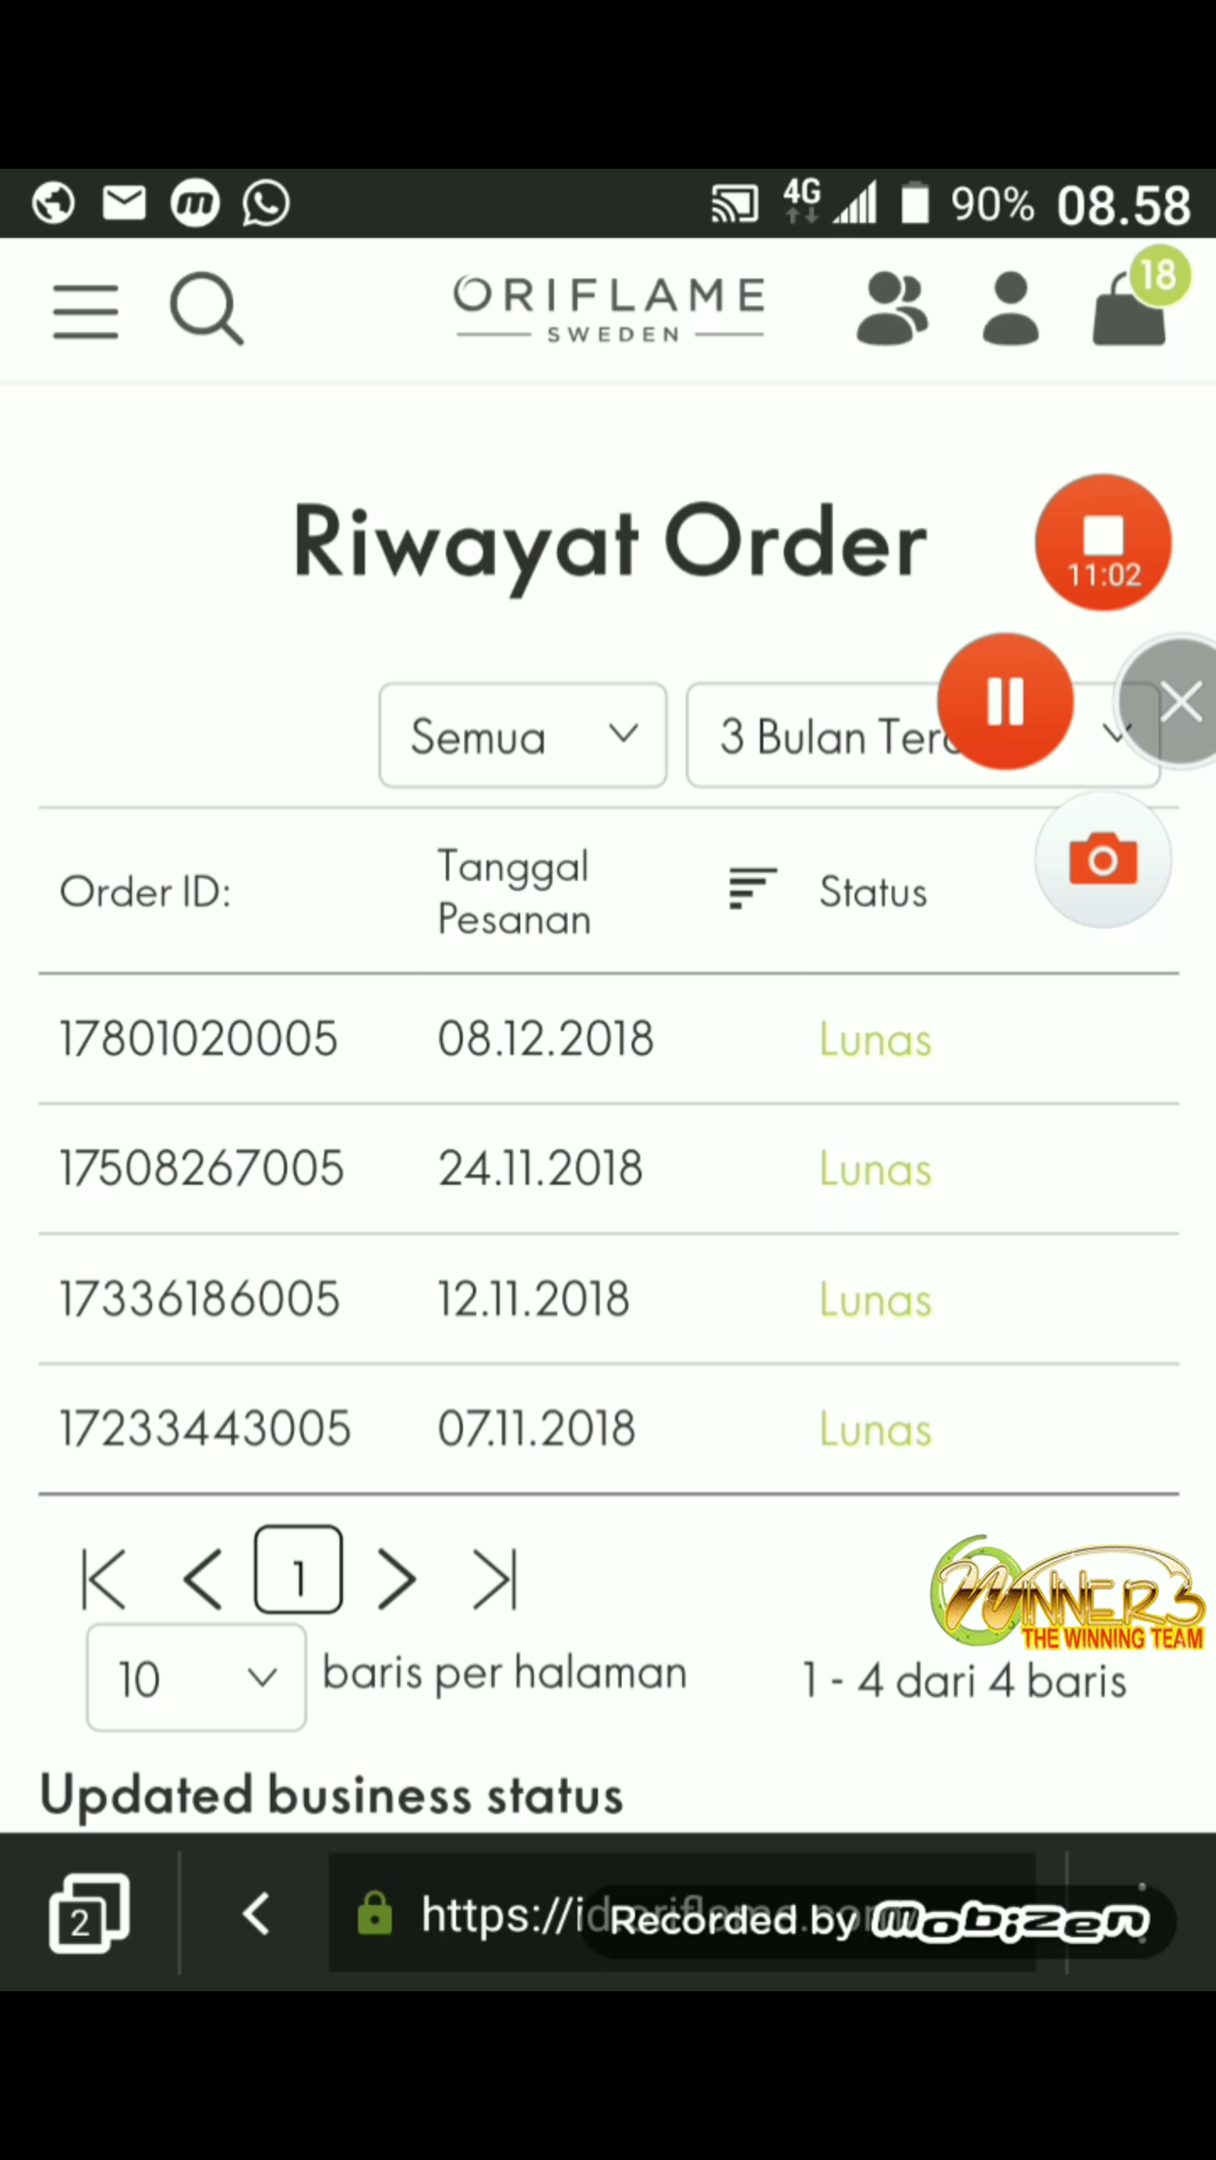 4G 90% 08.58
18
ORIFLAME
SWEDEN
Riwayat Order
11:02
Semua
3 Bulan
Order ID:
Tanggal
Pesanan
Status
17801020005 08.12.2018 Lunas
17508267005 24.11.2018 Lunas
17336186005 12.11.2018 Lunas
17233443005 07.11.2018 Lunas
1
WINNER3
THE WINNING TEAM
10 baris per halaman 1 - 4 dari 4 baris
Updated business status
2
https://id
Recorded by mobizen